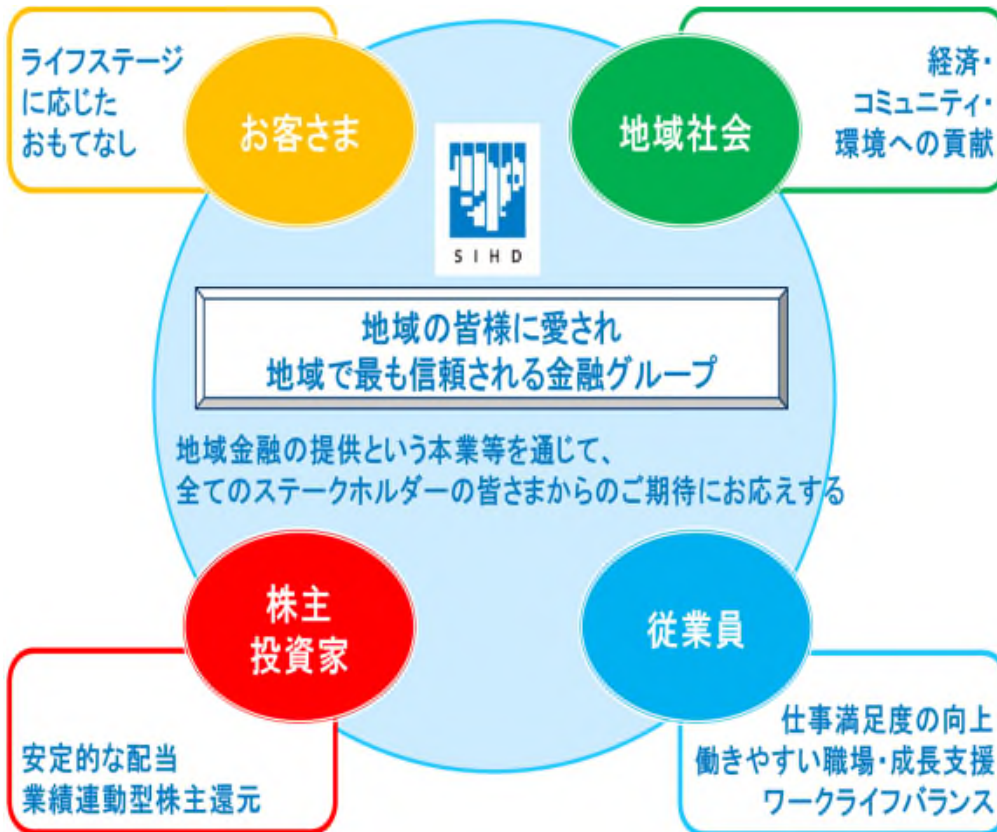 ライフステージ
に応じた
おもてなし
お客さま
地域社会
経済・
コミュニティ・
環境への貢献
SIHD
地域の皆様に愛され
地域で最も信頼される金融グループ
地域金融の提供という本業等を通じて、
全てのステークホルダーの皆さまからのご期待にお応えする
株主
投資家
従業員
安定的な配当
業績連動型株主還元
仕事満足度の向上
働きやすい職場・成長支援
ワークライフバランス